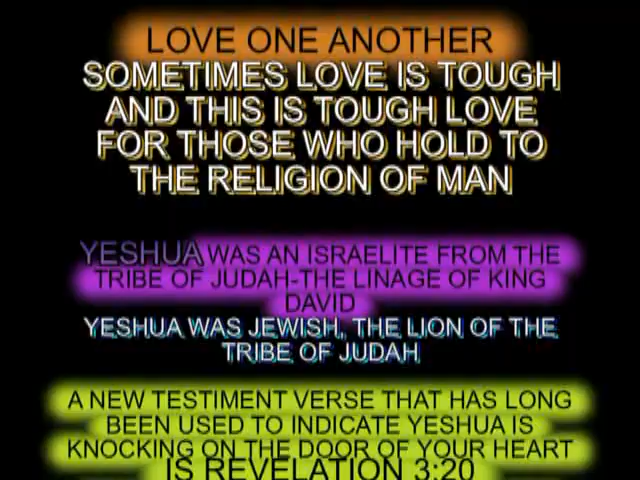 LOVE ONE ANOTHER
SOMETIMES LOVE IS TOUGH
AND THIS IS TOUGH LOVE
FOR THOSE WHO HOLD TO
THE RELIGION OF MAN
YESHUA WAS AN ISRAELITE FROM THE
TRIBE OF JUDAH-THE LINAGE OF KING
DAVID
YESHUA WAS JEWISH, THE LION OF THE
TRIBE OF JUDAH
A NEW TESTIMENT VERSE THAT HAS LONG
BEEN USED TO INDICATE YESHUA IS
KNOCKING ON THE DOOR OF YOUR HEART
IS REVELATION 3:20